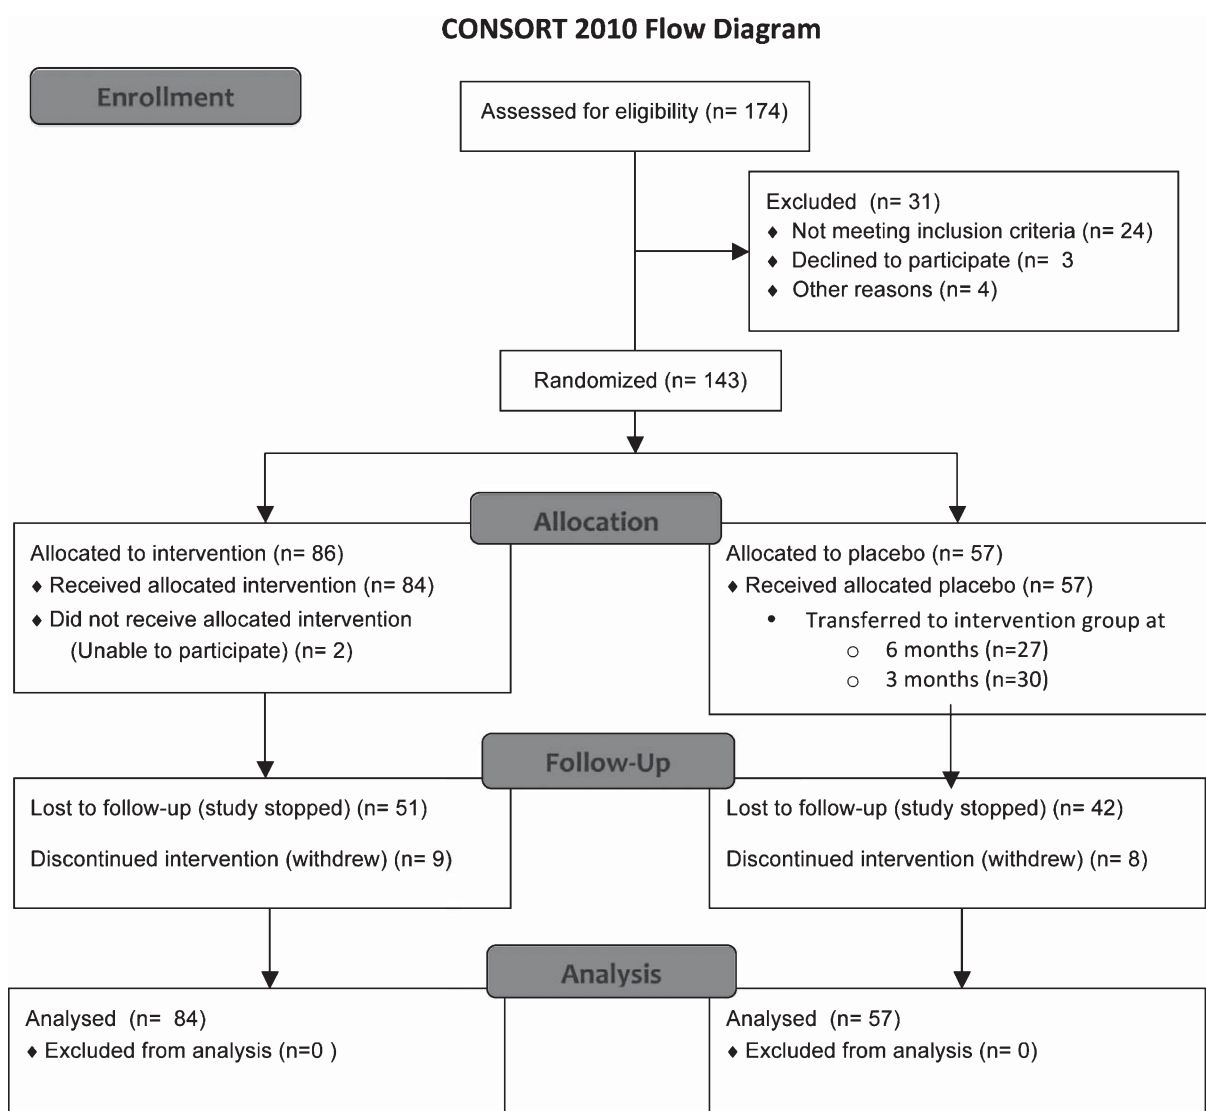 CONSORT 2010 Flow Diagram
Enrollment
Assessed for eligibility (n= 174)
Excluded (n= 31)
♦ Not meeting inclusion criteria (n= 24)
♦ Declined to participate (n= 3
♦ Other reasons (n= 4)
Randomized (n= 143)
Allocation
Allocated to intervention (n= 86)
♦ Received allocated intervention (n= 84)
♦ Did not receive allocated intervention
(Unable to participate) (n= 2)
Allocated to placebo (n= 57)
♦ Received allocated placebo (n= 57)
• Transferred to intervention group at
o 6 months (n=27)
o 3 months (n=30)
Follow-Up
Lost to follow-up (study stopped) (n= 51)
Discontinued intervention (withdrew) (n= 9)
Lost to follow-up (study stopped) (n= 42)
Discontinued intervention (withdrew) (n= 8)
Analysis
Analysed (n= 84)
♦ Excluded from analysis (n=0 )
Analysed (n= 57)
♦ Excluded from analysis (n= 0)